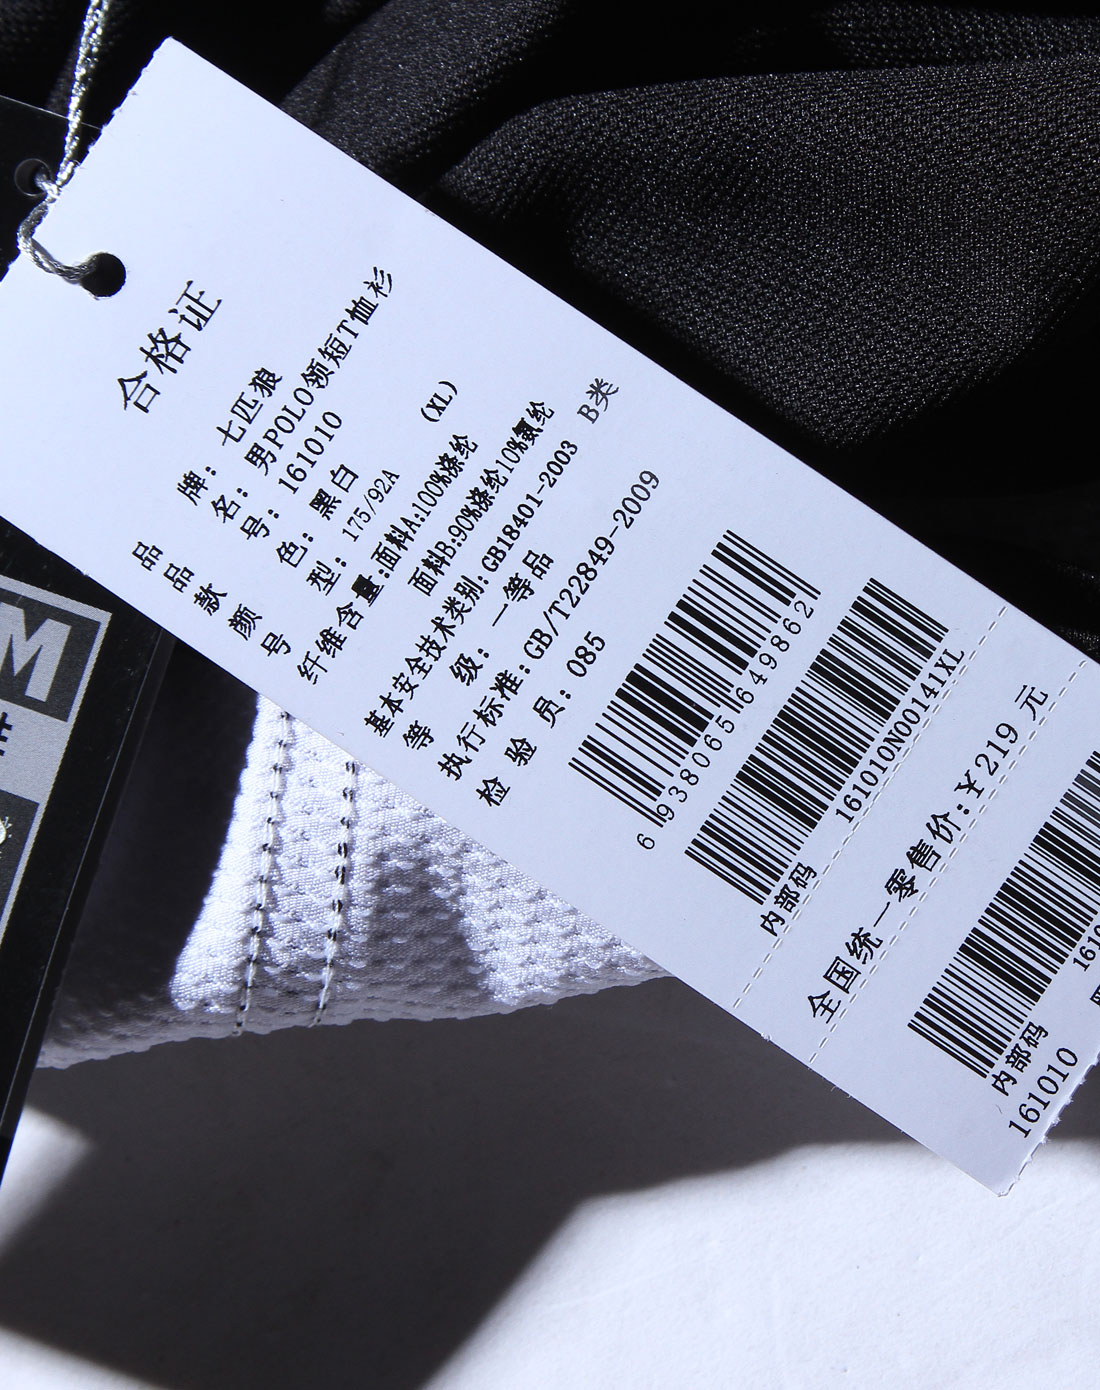 合格证
品牌：七匹狼
品名：男POLO领短T恤衫
款号：161010
颜色：黑白
号型：175/92A (XL)
纤维含量：面料A:100%涤纶
面料B:90%涤纶10%氨纶
基本安全技术类别：GB18401-2003 B类
等级：一等品
执行标准：GB/T22849-2009
检验员：085
6938065649862
内部码 161010N00141XL
全国统一零售价：￥219 元
内部码
161010
M